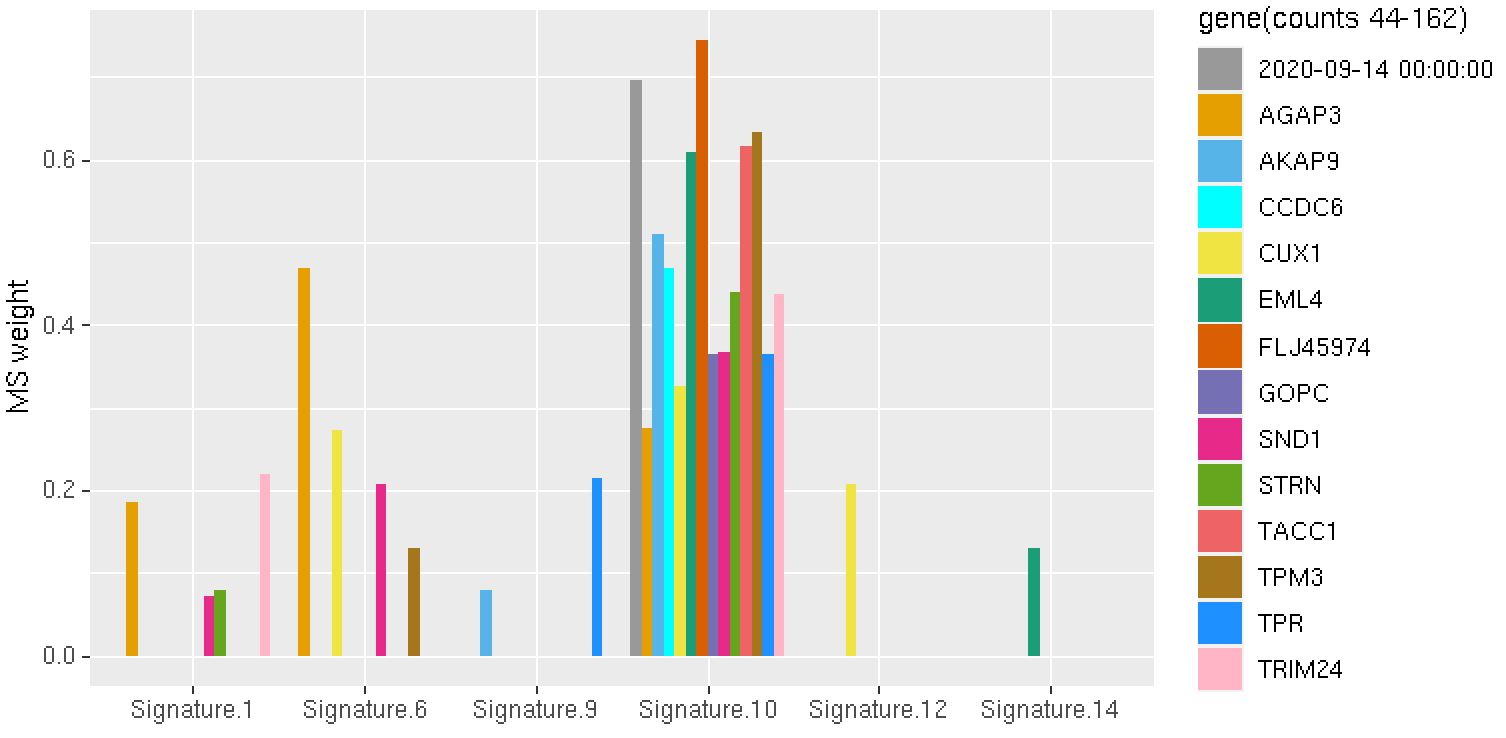 MS weight
0.6
0.4
0.2
0.0
Signature.1
Signature.6
Signature.9
Signature.10
Signature.12
Signature.14
gene(counts 44-162)
2020-09-14 00:00:00
AGAP3
AKAP9
CCDC6
CUX1
EML4
FLJ45974
GOPC
SND1
STRN
TACC1
TPM3
TPR
TRIM24